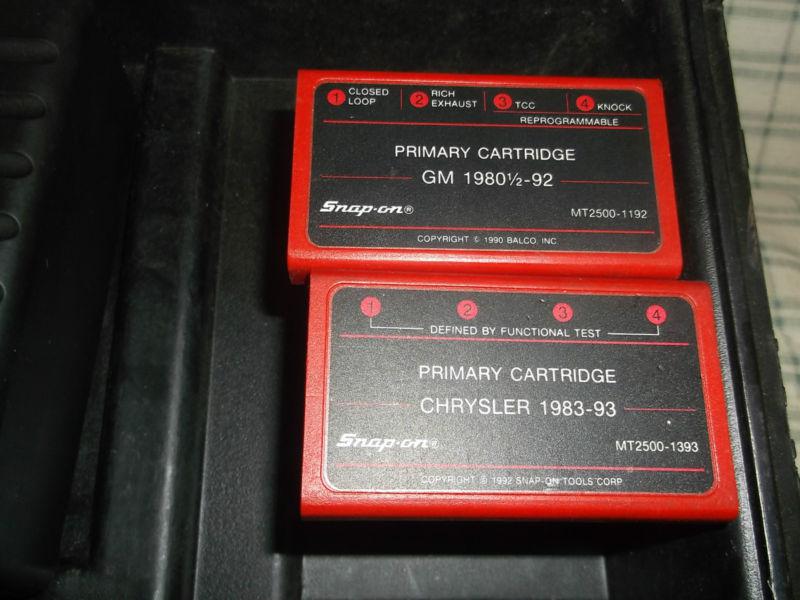 1 CLOSED LOOP 2 RICH EXHAUST 3 TCC 4 KNOCK
REPROGRAMMABLE
PRIMARY CARTRIDGE
GM 1980½-92
Snap-on®
MT2500-1192
COPYRIGHT © 1990 BALCO, INC.
1 2 3 4
DEFINED BY FUNCTIONAL TEST
PRIMARY CARTRIDGE
CHRYSLER 1983-93
Snap-on®
MT2500-1393
COPYRIGHT © 1992 SNAP-ON TOOLS CORP